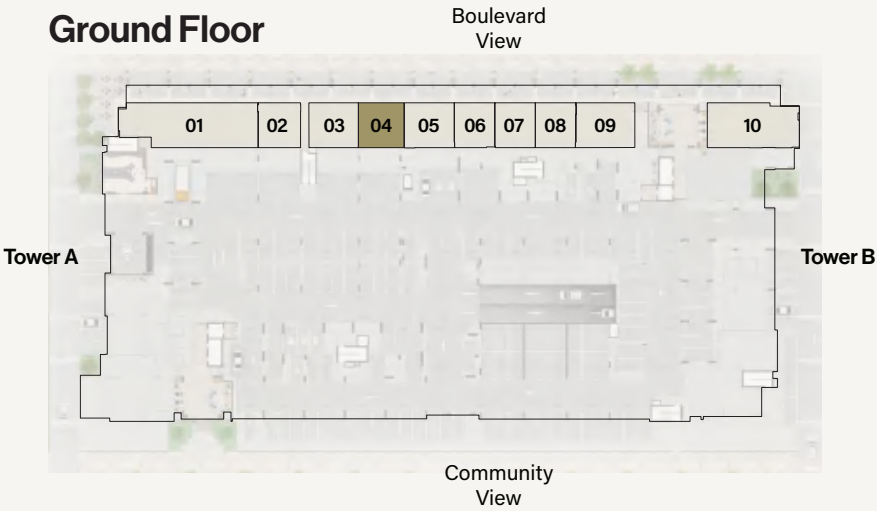 Ground Floor
Boulevard
View
01
02
03
04
05
06
07
08
09
10
Tower A
Tower B
Community
View